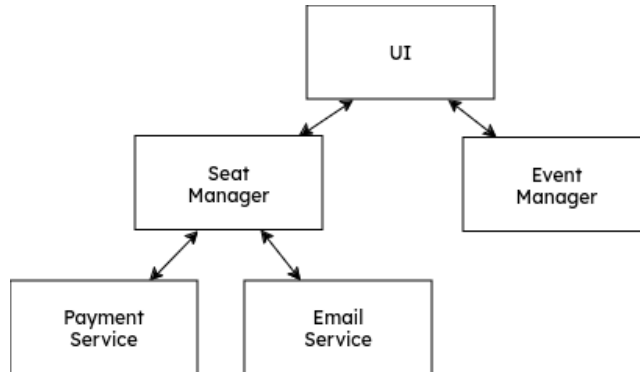 UI
Seat
Manager
Event
Manager
Payment
Service
Email
Service